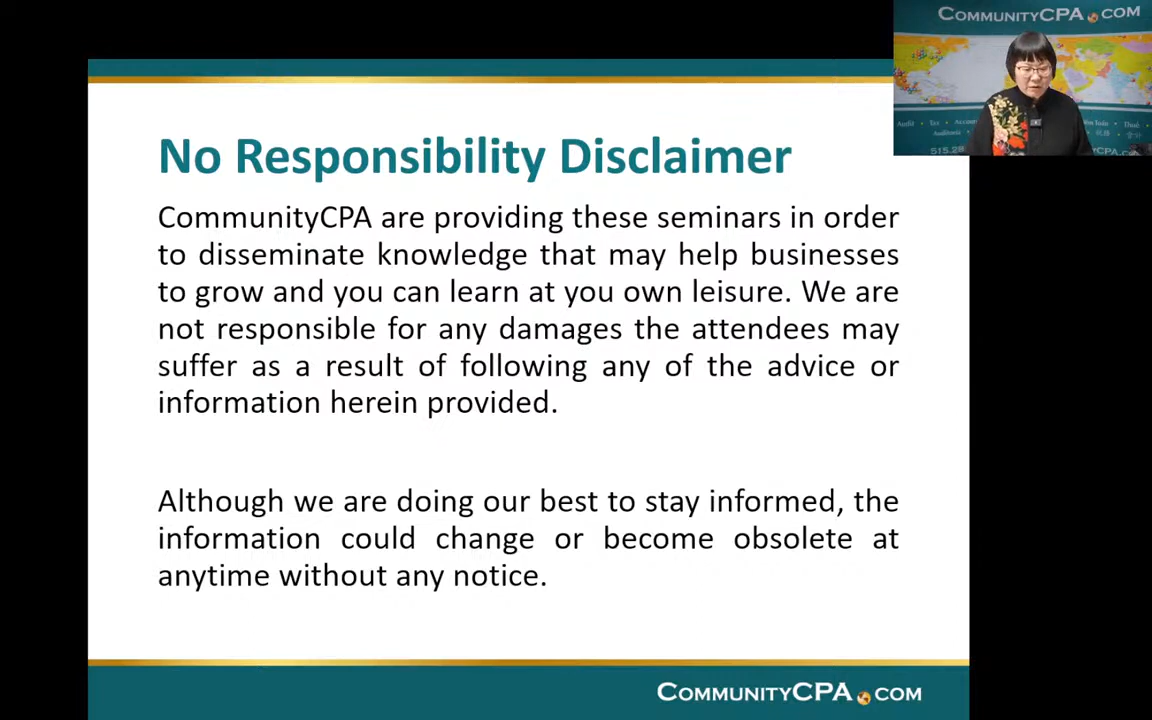 COMMUNITYCPA.COM
Audit • Tax • Accoun
No Responsibility Disclaimer
CommunityCPA are providing these seminars in order
to disseminate knowledge that may help businesses
to grow and you can learn at you own leisure. We are
not responsible for any damages the attendees may
suffer as a result of following any of the advice or
information herein provided.
Although we are doing our best to stay informed, the
information could change or become obsolete at
anytime without any notice.
COMMUNITYCPA.COM